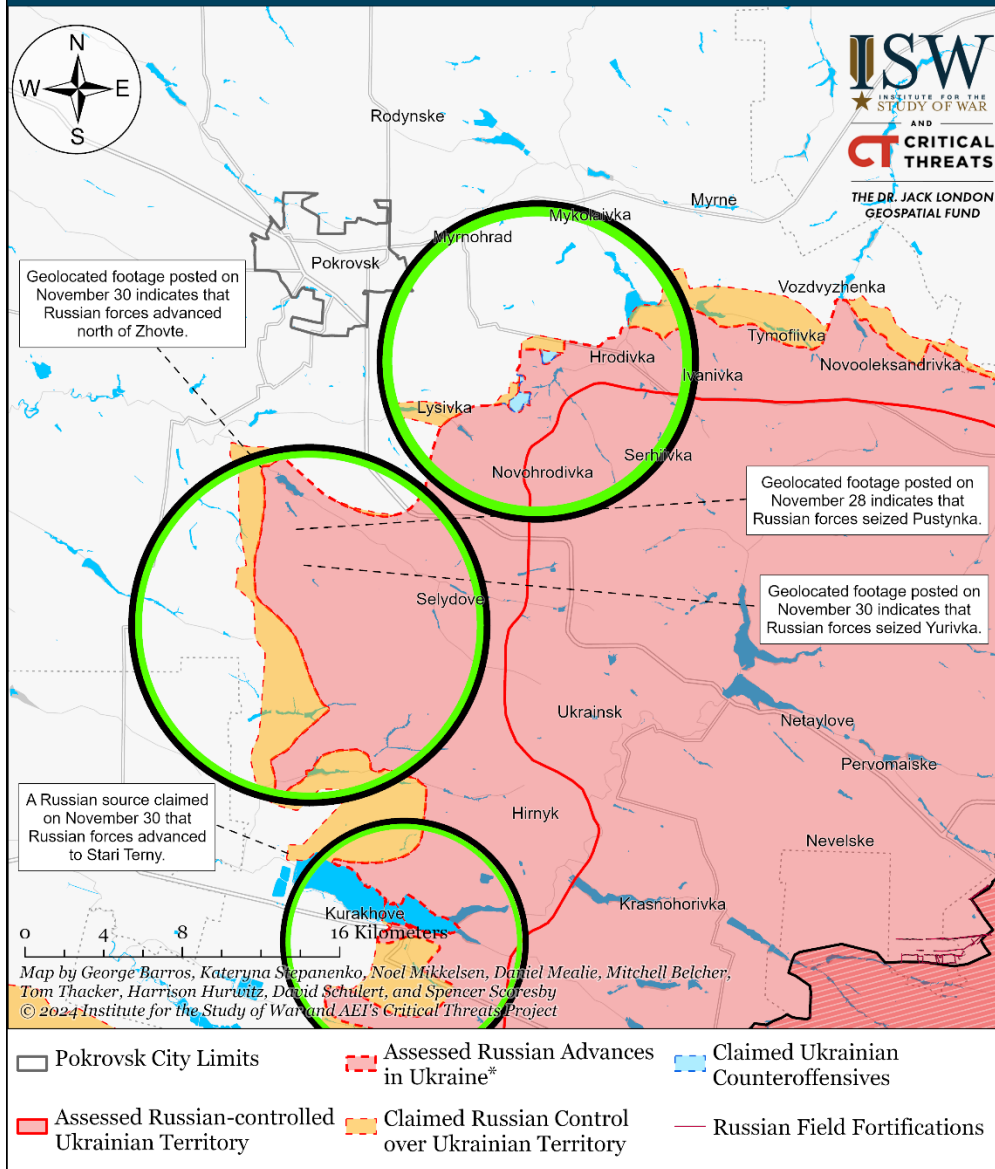 N
W E
S
ISW
INSTITUTE FOR THE
STUDY OF WAR
AND
CT CRITICAL
THREATS
THE DR. JACK LONDON
GEOSPATIAL FUND
Rodynske
Myrne
Mykolaivka
Myrnohrad
Pokrovsk
Geolocated footage posted on
November 30 indicates that
Russian forces advanced
north of Zhovte.
Vozdvyzhenka
Tymofiivka
Hrodivka
Novooleksandrivka
Ivanivka
Lysivka
Serhiivka
Novohrodivka
Geolocated footage posted on
November 28 indicates that
Russian forces seized Pustynka.
Selydove
Geolocated footage posted on
November 30 indicates that
Russian forces seized Yurivka.
Ukrainsk
Netaylove
Pervomaiske
A Russian source claimed
on November 30 that
Russian forces advanced
to Stari Terny.
Hirnyk
Nevelske
Krasnohorivka
Kurakhove
0 4 8 16 Kilometers
Map by George Barros, Kateryna Stepanenko, Noel Mikkelsen, Daniel Mealie, Mitchell Belcher,
Tom Thacker, Harrison Hurwitz, David Schulert, and Spencer Scoresby
© 2024 Institute for the Study of War and AEI's Critical Threats Project
Pokrovsk City Limits
Assessed Russian Advances
in Ukraine*
Claimed Ukrainian
Counteroffensives
Assessed Russian-controlled
Ukrainian Territory
Claimed Russian Control
over Ukrainian Territory
Russian Field Fortifications